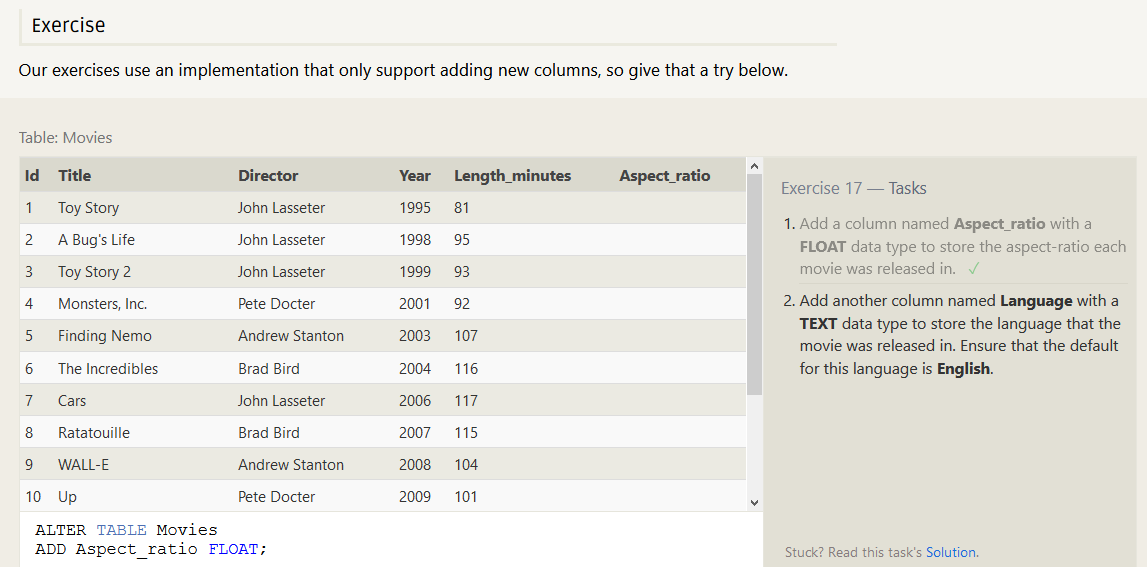 Exercise
Our exercises use an implementation that only support adding new columns, so give that a try below.
Table: Movies
Id Title Director Year Length_minutes Aspect_ratio
1 Toy Story John Lasseter 1995 81
2 A Bug's Life John Lasseter 1998 95
3 Toy Story 2 John Lasseter 1999 93
4 Monsters, Inc. Pete Docter 2001 92
5 Finding Nemo Andrew Stanton 2003 107
6 The Incredibles Brad Bird 2004 116
7 Cars John Lasseter 2006 117
8 Ratatouille Brad Bird 2007 115
9 WALL-E Andrew Stanton 2008 104
10 Up Pete Docter 2009 101
ALTER TABLE Movies
ADD Aspect_ratio FLOAT;
Exercise 17 — Tasks
1. Add a column named Aspect_ratio with a
FLOAT data type to store the aspect-ratio each
movie was released in. ✓
2. Add another column named Language with a
TEXT data type to store the language that the
movie was released in. Ensure that the default
for this language is English.
Stuck? Read this task's Solution.